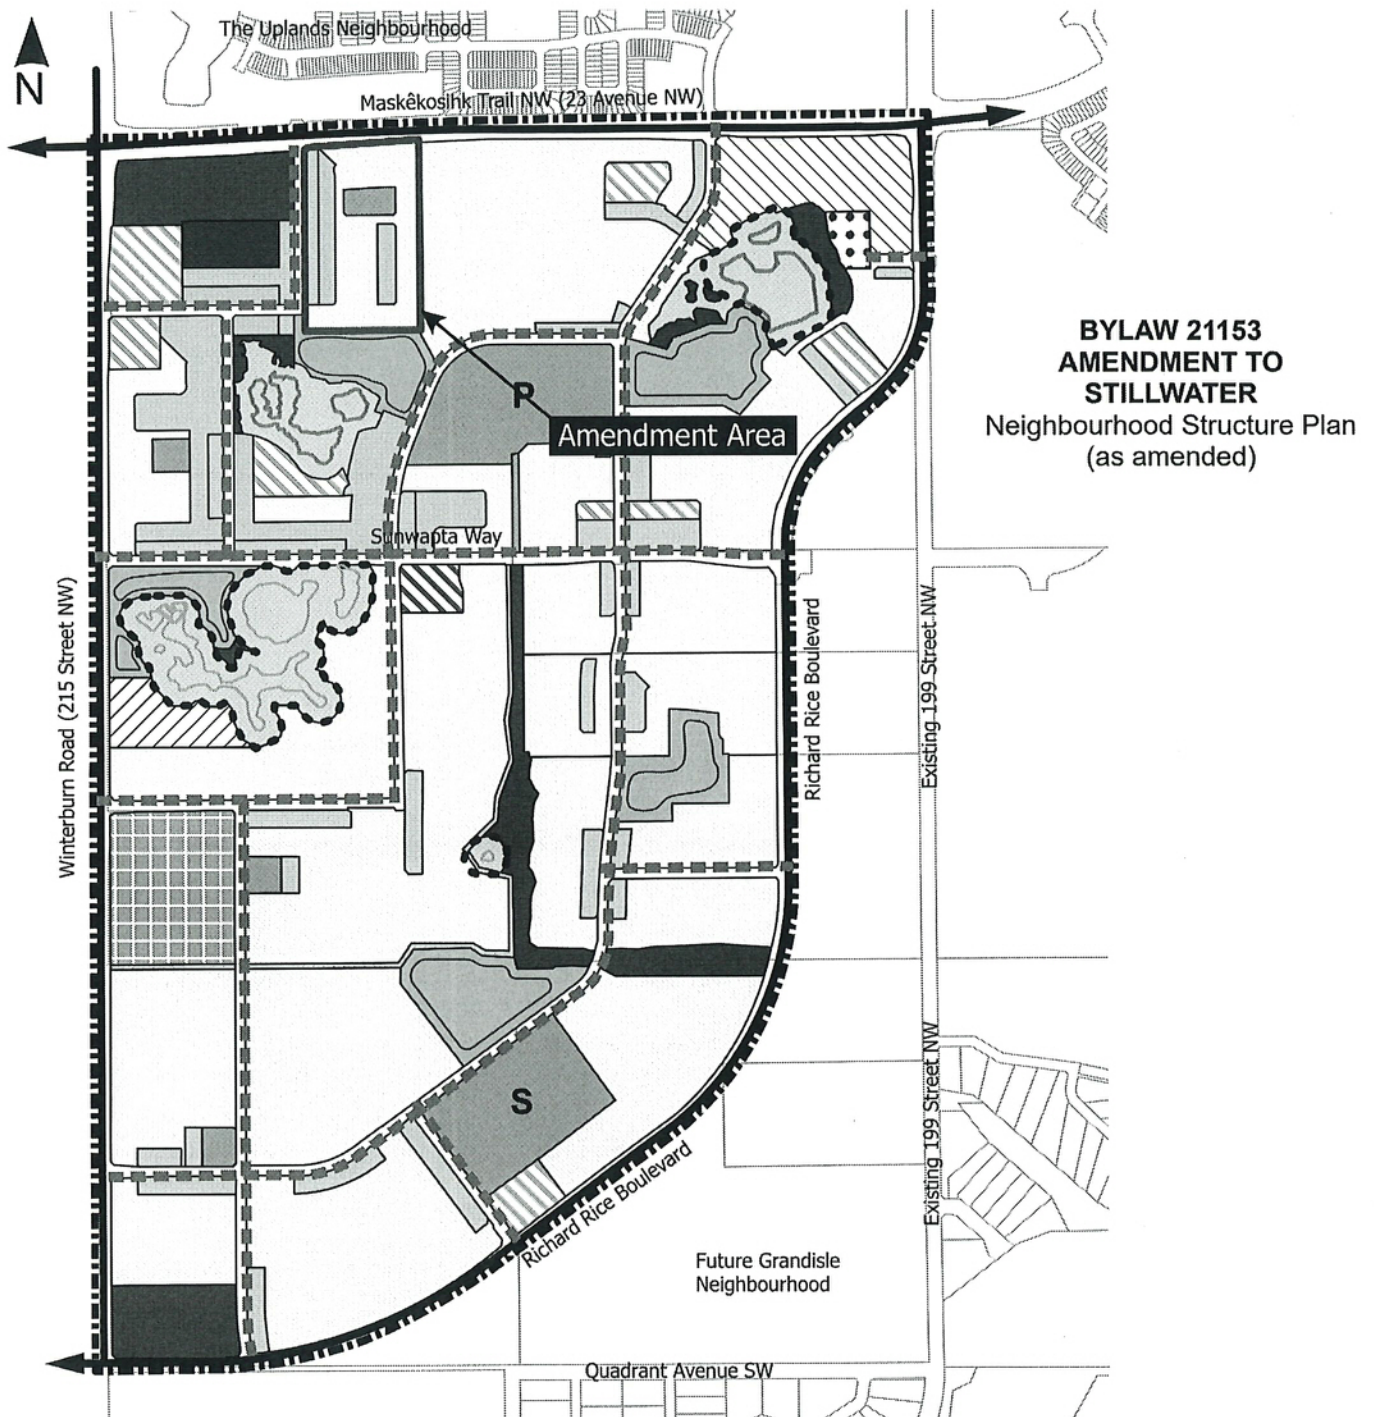 The Uplands Neighbourhood
N
Maskêkosihk Trail NW (23 Avenue NW)
BYLAW 21153
AMENDMENT TO
STILLWATER
Neighbourhood Structure Plan
(as amended)
P
Amendment Area
Sunwapta Way
Winterburn Road (215 Street NW)
Richard Rice Boulevard
Existing 199 Street NW
S
Existing 199 Street NW
Richard Rice Boulevard
Future Grandisle
Neighbourhood
Quadrant Avenue SW